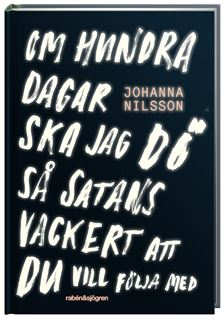 OM HUNDRA
DAGAR
JOHANNA
NILSSON
SKA JAG DÖ
SÅ SATANS
VACKERT ATT
DU VILL FÖLJA MED
rabén&sjögren